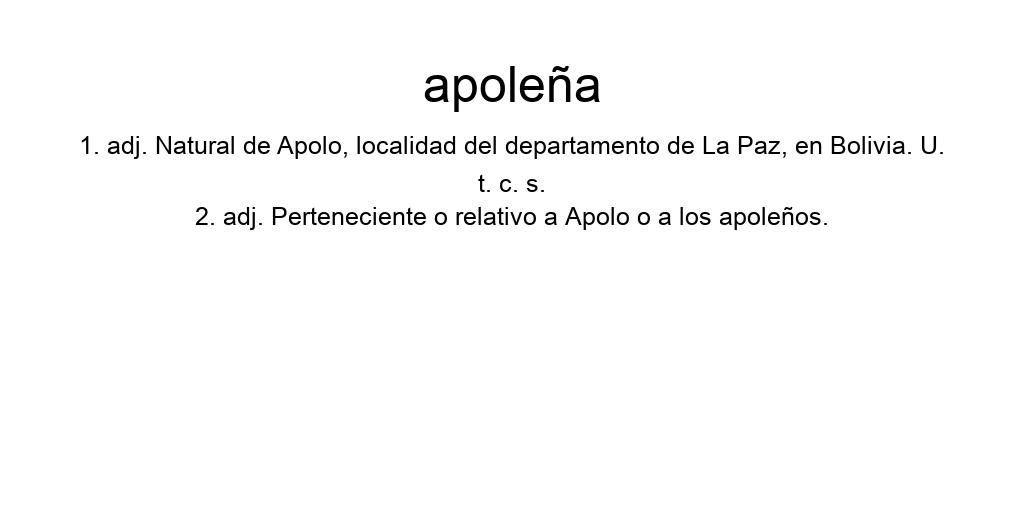 apoleña
1. adj. Natural de Apolo, localidad del departamento de La Paz, en Bolivia. U.
t. c. s.
2. adj. Perteneciente o relativo a Apolo o a los apoleños.